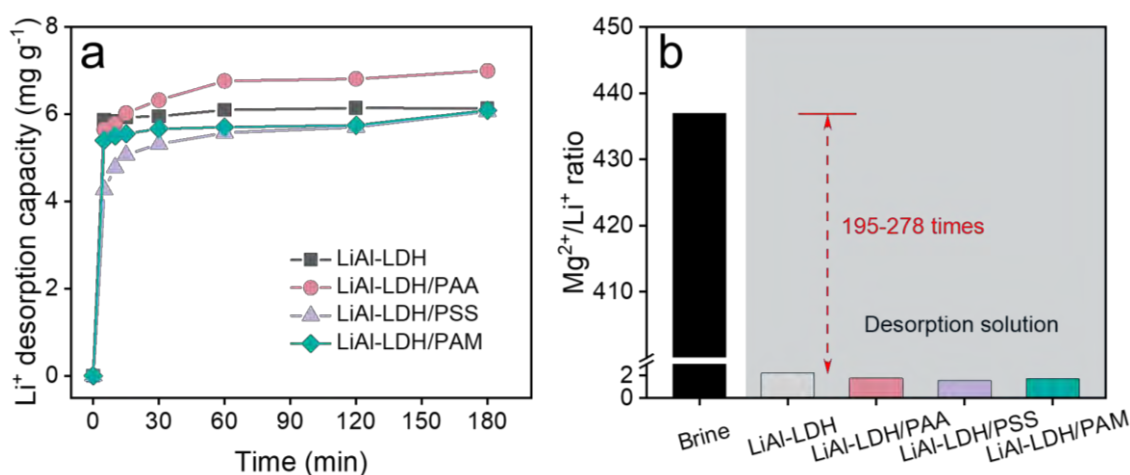 a
Li⁺ desorption capacity (mg g⁻¹)
8
6
4
2
0
0 30 60 90 120 150 180
Time (min)
LiAl-LDH
LiAl-LDH/PAA
LiAl-LDH/PSS
LiAl-LDH/PAM
b
Mg²⁺/Li⁺ ratio
450
440
430
420
410
2
0
195-278 times
Desorption solution
Brine
LiAl-LDH
LiAl-LDH/PAA
LiAl-LDH/PSS
LiAl-LDH/PAM